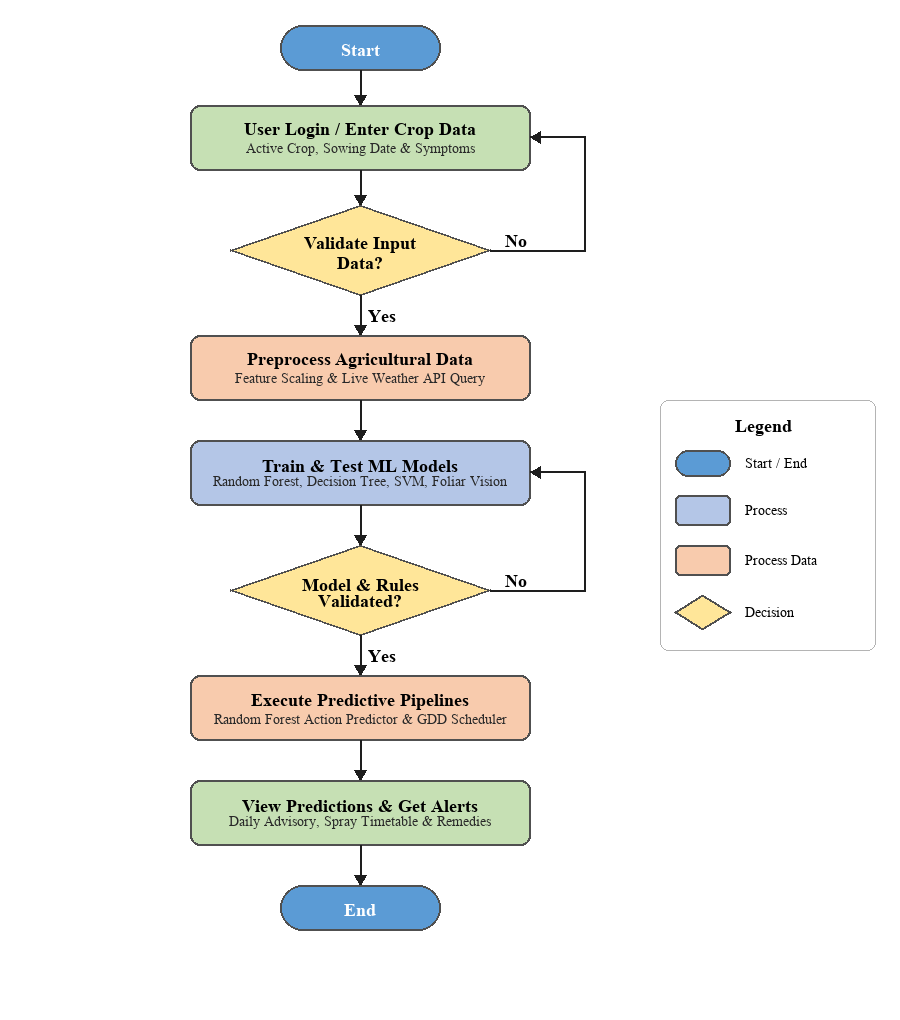 Start
User Login / Enter Crop Data
Active Crop, Sowing Date & Symptoms
Validate Input
Data?
No
Yes
Preprocess Agricultural Data
Feature Scaling & Live Weather API Query
Train & Test ML Models
Random Forest, Decision Tree, SVM, Foliar Vision
Model & Rules
Validated?
No
Yes
Execute Predictive Pipelines
Random Forest Action Predictor & GDD Scheduler
View Predictions & Get Alerts
Daily Advisory, Spray Timetable & Remedies
End
Legend
Start / End
Process
Process Data
Decision